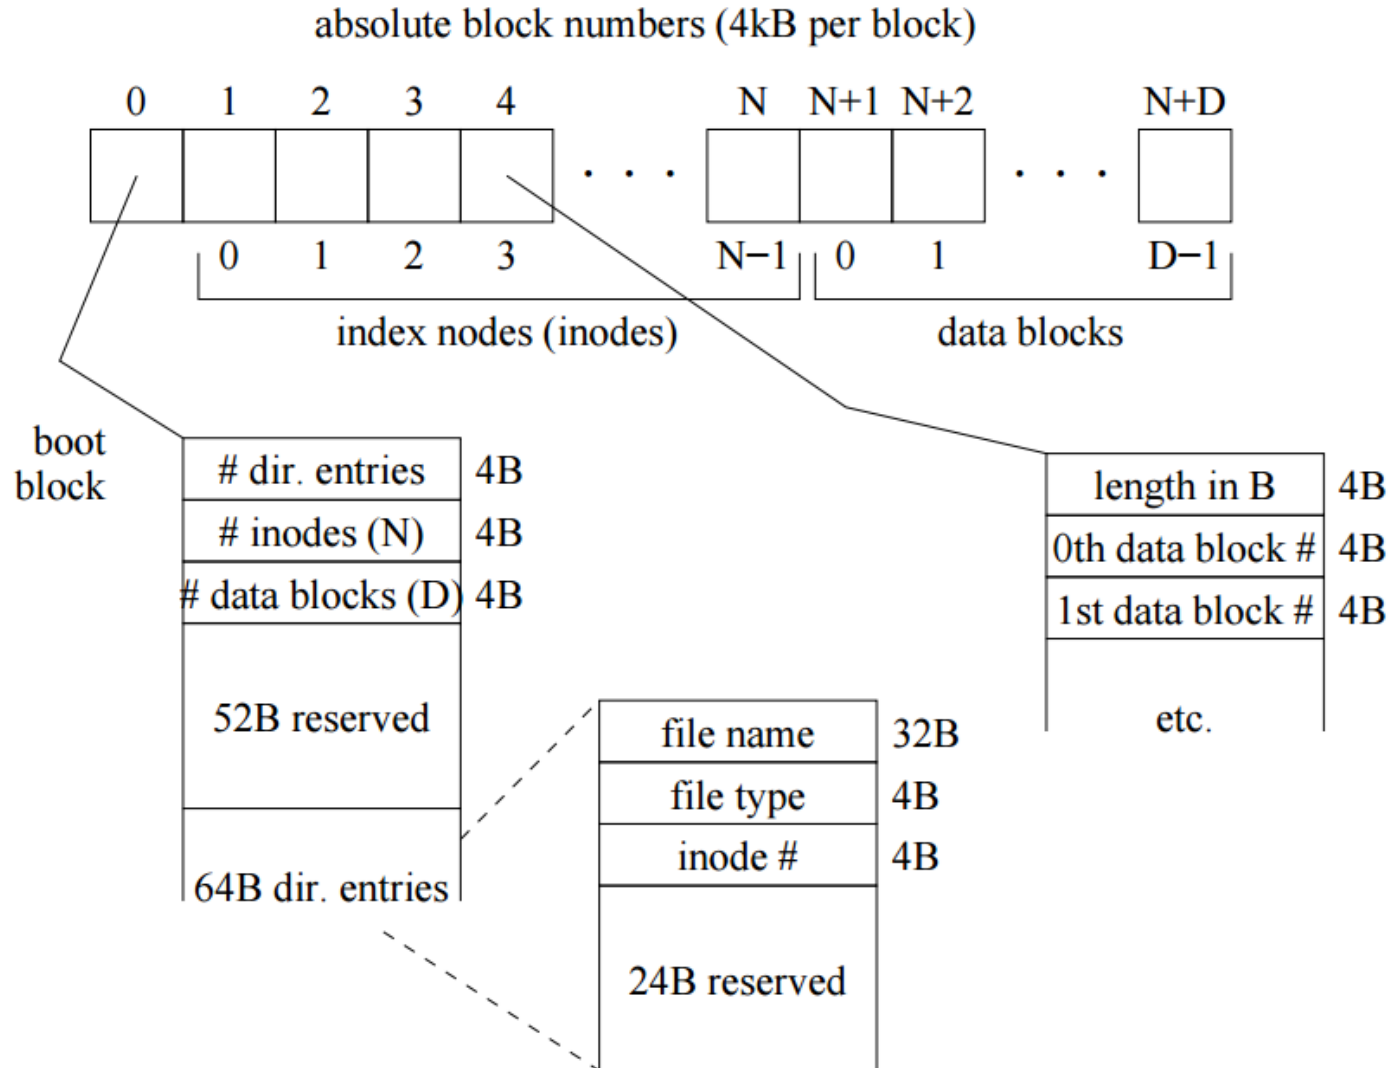 absolute block numbers (4kB per block)
0 1 2 3 4 · · · N N+1 N+2 · · · N+D
0 1 2 3 N−1 0 1 D−1
index nodes (inodes) data blocks
boot
block
# dir. entries 4B
# inodes (N) 4B
# data blocks (D) 4B
52B reserved
64B dir. entries
file name 32B
file type 4B
inode # 4B
24B reserved
length in B 4B
0th data block # 4B
1st data block # 4B
etc.